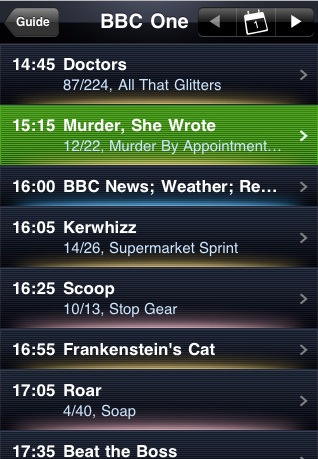 Guide BBC One 1
14:45 Doctors
87/224, All That Glitters
15:15 Murder, She Wrote
12/22, Murder By Appointment...
16:00 BBC News; Weather; Re...
16:05 Kerwhizz
14/26, Supermarket Sprint
16:25 Scoop
10/13, Stop Gear
16:55 Frankenstein's Cat
17:05 Roar
4/40, Soap
17:35 Beat the Boss